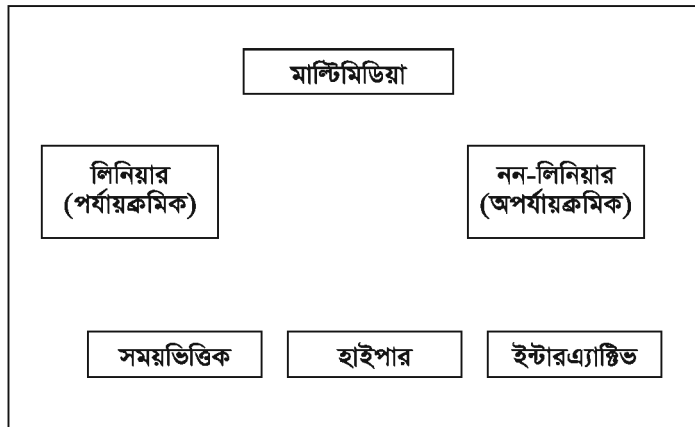 মাল্টিমিডিয়া
লিনিয়ার
(পর্যায়ক্রমিক)
নন-লিনিয়ার
(অপর্যায়ক্রমিক)
সময়ভিত্তিক
হাইপার
ইন্টারএ্যাক্টিভ